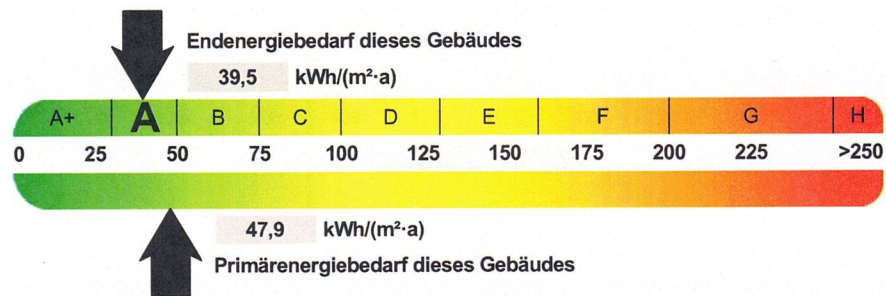 Endenergiebedarf dieses Gebäudes
39,5 kWh/(m²·a)
A+ A B C D E F G H
0 25 50 75 100 125 150 175 200 225 >250
47,9 kWh/(m²·a)
Primärenergiebedarf dieses Gebäudes